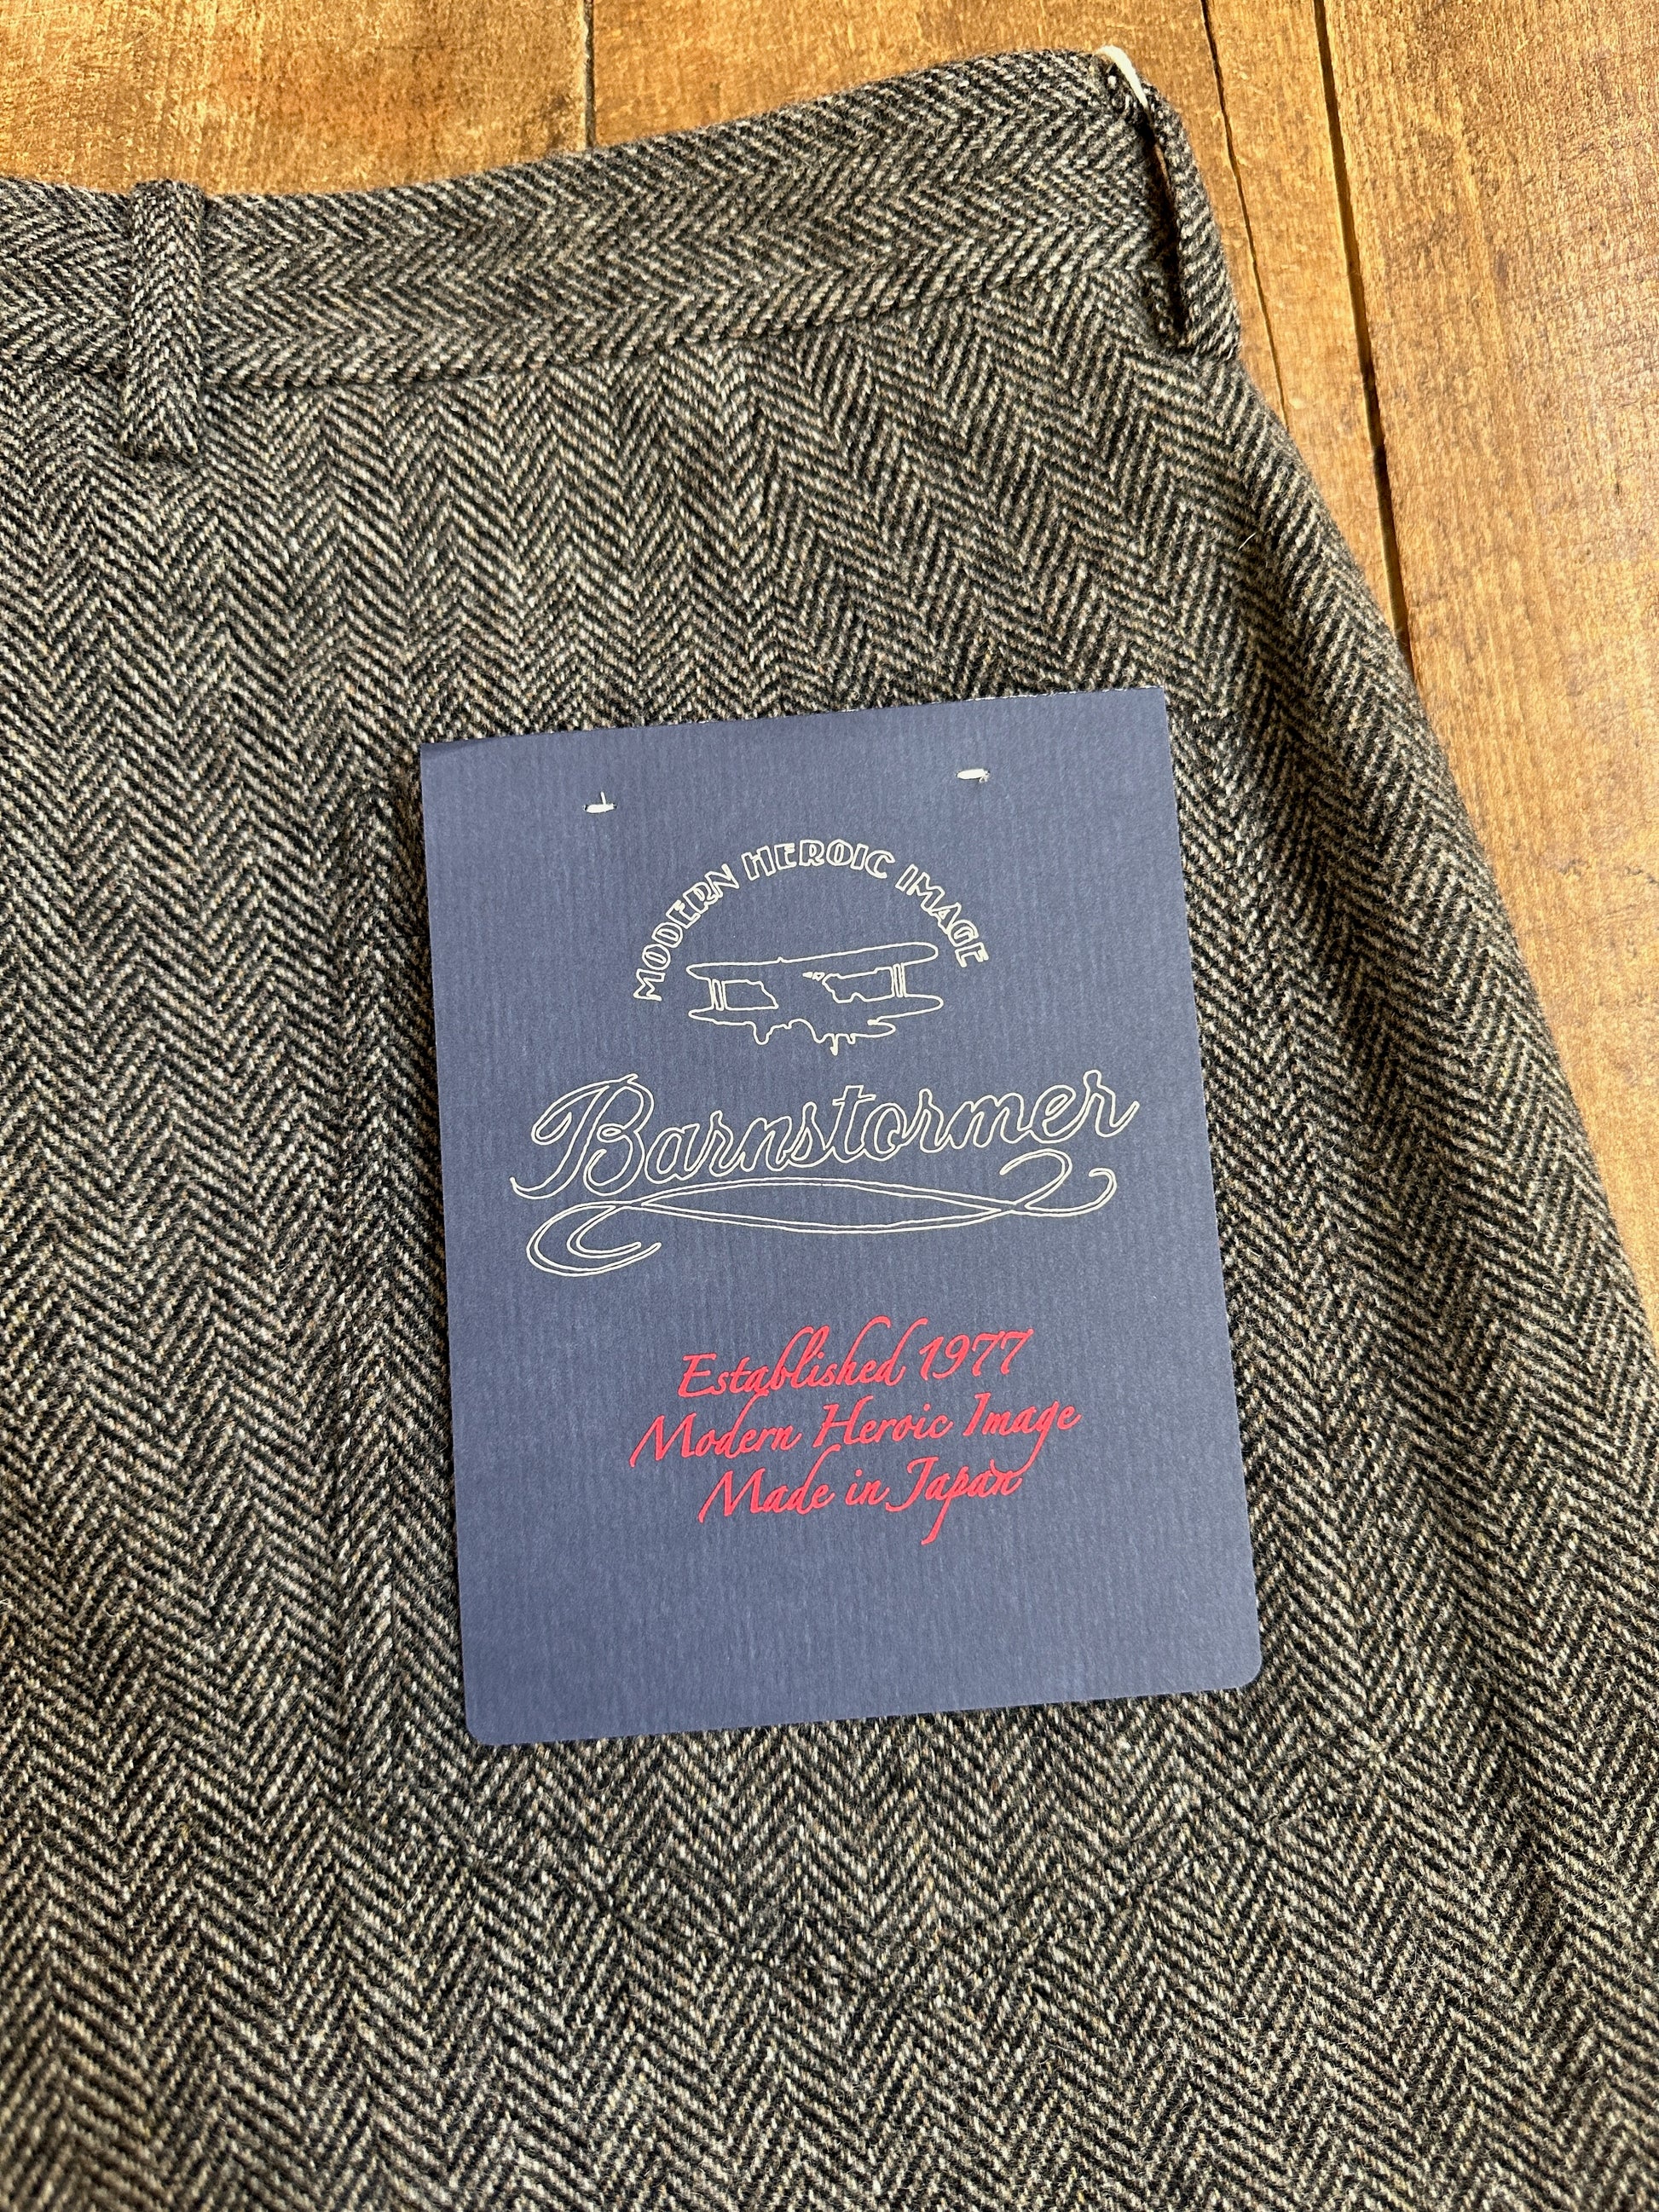 MODERN HEROIC IMAGE
Barnstormer
Established 1977
Modern Heroic Image
Made in Japan